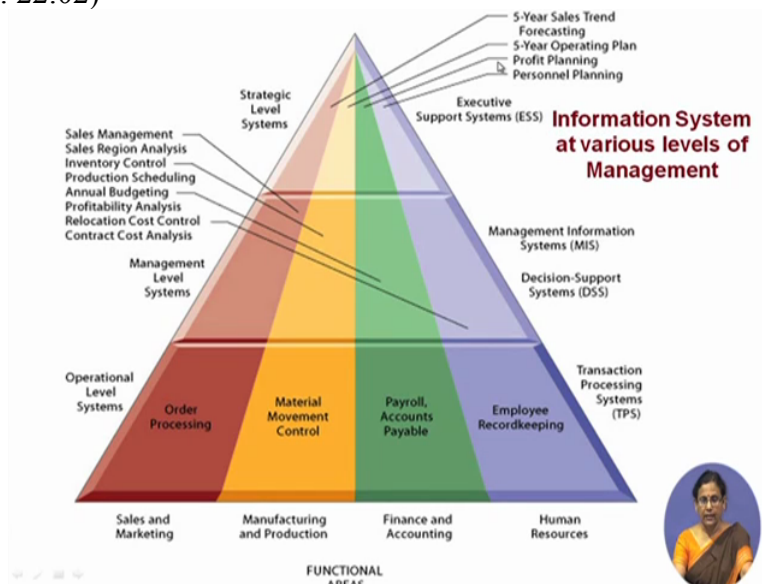 : 22:02)
5-Year Sales Trend
Forecasting
5-Year Operating Plan
Profit Planning
Personnel Planning
Strategic
Level
Systems
Executive
Support Systems (ESS)
Information System
at various levels of
Management
Sales Management
Sales Region Analysis
Inventory Control
Production Scheduling
Annual Budgeting
Profitability Analysis
Relocation Cost Control
Contract Cost Analysis
Management
Level
Systems
Management Information
Systems (MIS)
Decision-Support
Systems (DSS)
Operational
Level
Systems
Order
Processing
Material
Movement
Control
Payroll,
Accounts
Payable
Employee
Recordkeeping
Transaction
Processing
Systems
(TPS)
Sales and
Marketing
Manufacturing
and Production
Finance and
Accounting
Human
Resources
FUNCTIONAL
AREAS